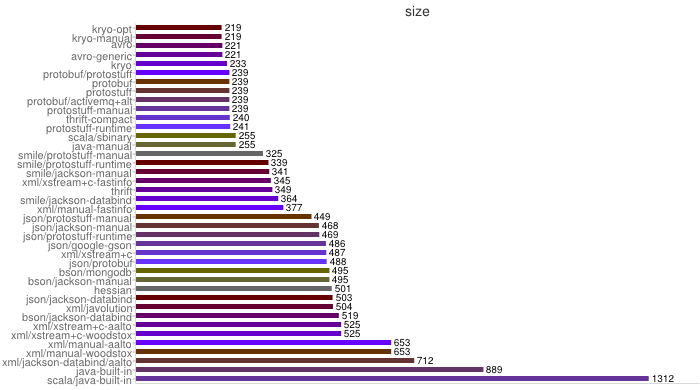 size
kryo-opt 219
kryo-manual 219
avro 221
avro-generic 221
kryo 233
protobuf/protostuff 239
protobuf 239
protostuff 239
protobuf/activemq+alt 239
protostuff-manual 239
thrift-compact 240
protostuff-runtime 241
scala/sbinary 255
java-manual 255
smile/protostuff-manual 325
smile/protostuff-runtime 339
smile/jackson-manual 341
xml/xstream+c-fastinfo 345
thrift 349
smile/jackson-databind 364
xml/manual-fastinfo 377
json/protostuff-manual 449
json/jackson-manual 468
json/protostuff-runtime 469
json/google-gson 486
xml/xstream+c 487
json/protobuf 488
bson/mongodb 495
bson/jackson-manual 495
hessian 501
json/jackson-databind 503
xml/javolution 504
bson/jackson-databind 519
xml/xstream+c-aalto 525
xml/xstream+c-woodstox 525
xml/manual-aalto 653
xml/manual-woodstox 653
xml/jackson-databind/aalto 712
java-built-in 889
scala/java-built-in 1312